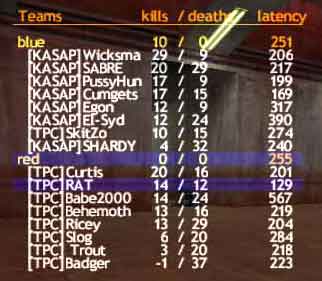 Teams kills / deaths latency
blue 10 / 0 251
[KASAP]Wicksma 29 / 9 206
[KASAP]SABRE 20 / 29 217
[KASAP]PussyHun 17 / 9 199
[KASAP]Cumgets 17 / 15 169
[KASAP]Egon 12 / 9 317
[KASAP]El-Syd 12 / 24 390
[TPC]SkitZo 10 / 15 274
[KASAP]SHARDY 4 / 32 240
red 0 / 0 255
[TPC]Curtis 20 / 16 201
[TPC]RAT 14 / 12 129
[TPC]Babe2000 14 / 24 567
[TPC]Behemoth 13 / 16 219
[TPC]Ricey 13 / 29 204
[TPC]Slog 6 / 20 284
[TPC] Trout 3 / 20 218
[TPC]Badger -1 / 37 223